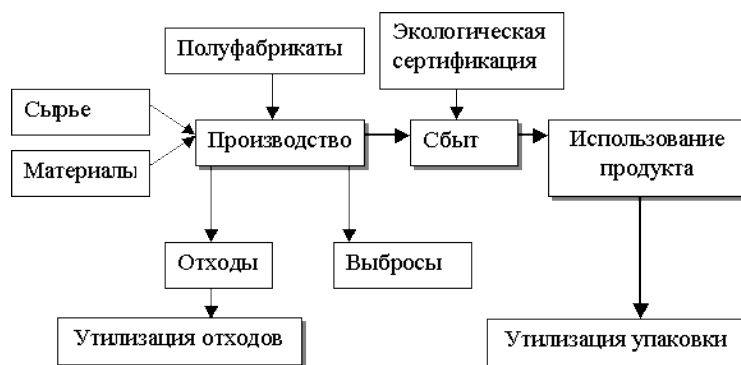 Полуфабрикаты
Экологическая
сертификация
Сырье
Материалы
Производство
Сбыт
Использование
продукта
Отходы
Выбросы
Утилизация отходов
Утилизация упаковки